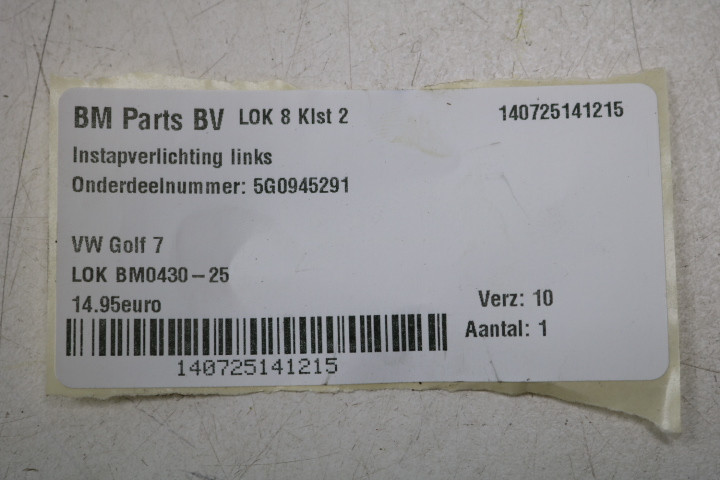 BM Parts BV LOK 8 Klst 2 140725141215
Instapverlichting links
Onderdeelnummer: 5G0945291
VW Golf 7
LOK BM0430-25
14.95euro
Verz: 10
Aantal: 1
140725141215